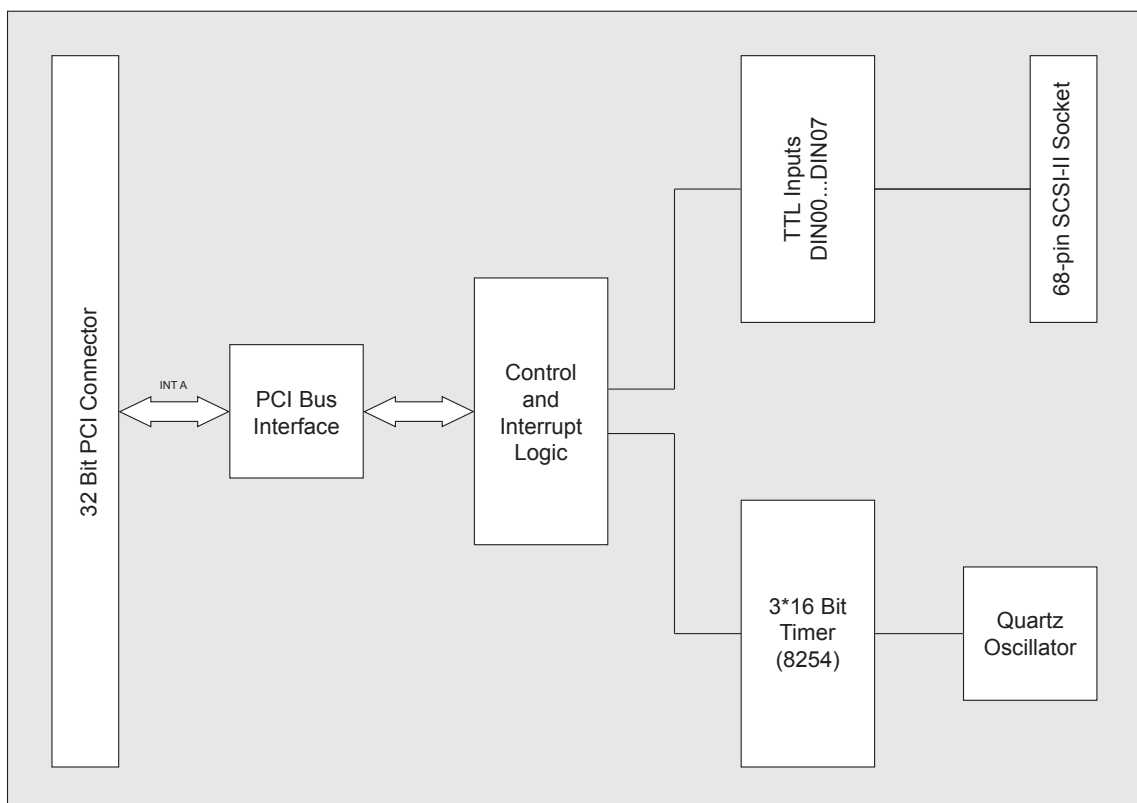 32 Bit PCI Connector
INT A
PCI Bus
Interface
Control
and
Interrupt
Logic
TTL Inputs
DIN00...DIN07
68-pin SCSI-II Socket
3*16 Bit
Timer
(8254)
Quartz
Oscillator